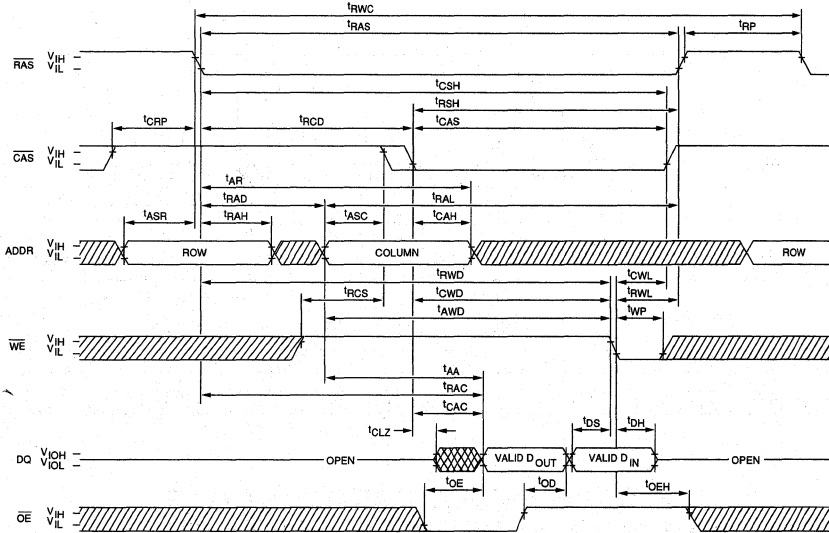 tRWC
tRAS
tRP
RAS VIH
VIL
tCSH
tRSH
tCRP
tRCD
tCAS
CAS VIH
VIL
tAR
tRAD
tRAL
tASR
tRAH
tASC
tCAH
ADDR VIH
VIL
ROW
COLUMN
ROW
tRWD
tCWL
tRCS
tCWD
tRWL
tAWD
tWP
WE VIH
VIL
tAA
tRAC
tCAC
tCLZ
tDS
tDH
DQ VIOH
VIOL
OPEN
VALID DOUT
VALID DIN
OPEN
tOE
tOD
tOEH
OE VIH
VIL